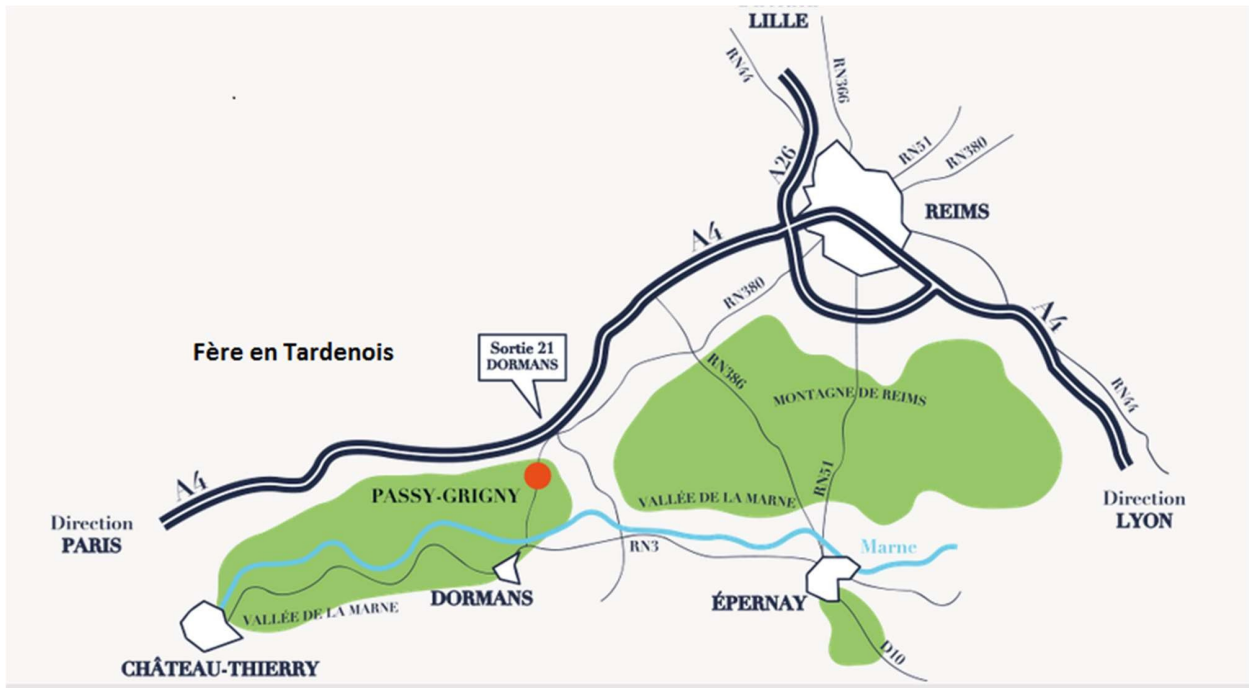 LILLE
RN44
RN366
A26
RN51
RN380
REIMS
A4
RN380
A4
Fère en Tardenois
Sortie 21
DORMANS
RN386
MONTAGNE DE REIMS
RN44
A4
PASSY-GRIGNY
VALLÉE DE LA MARNE
RN51
Direction
LYON
Direction
PARIS
RN3
Marne
DORMANS
ÉPERNAY
VALLÉE DE LA MARNE
D10
CHÂTEAU-THIERRY